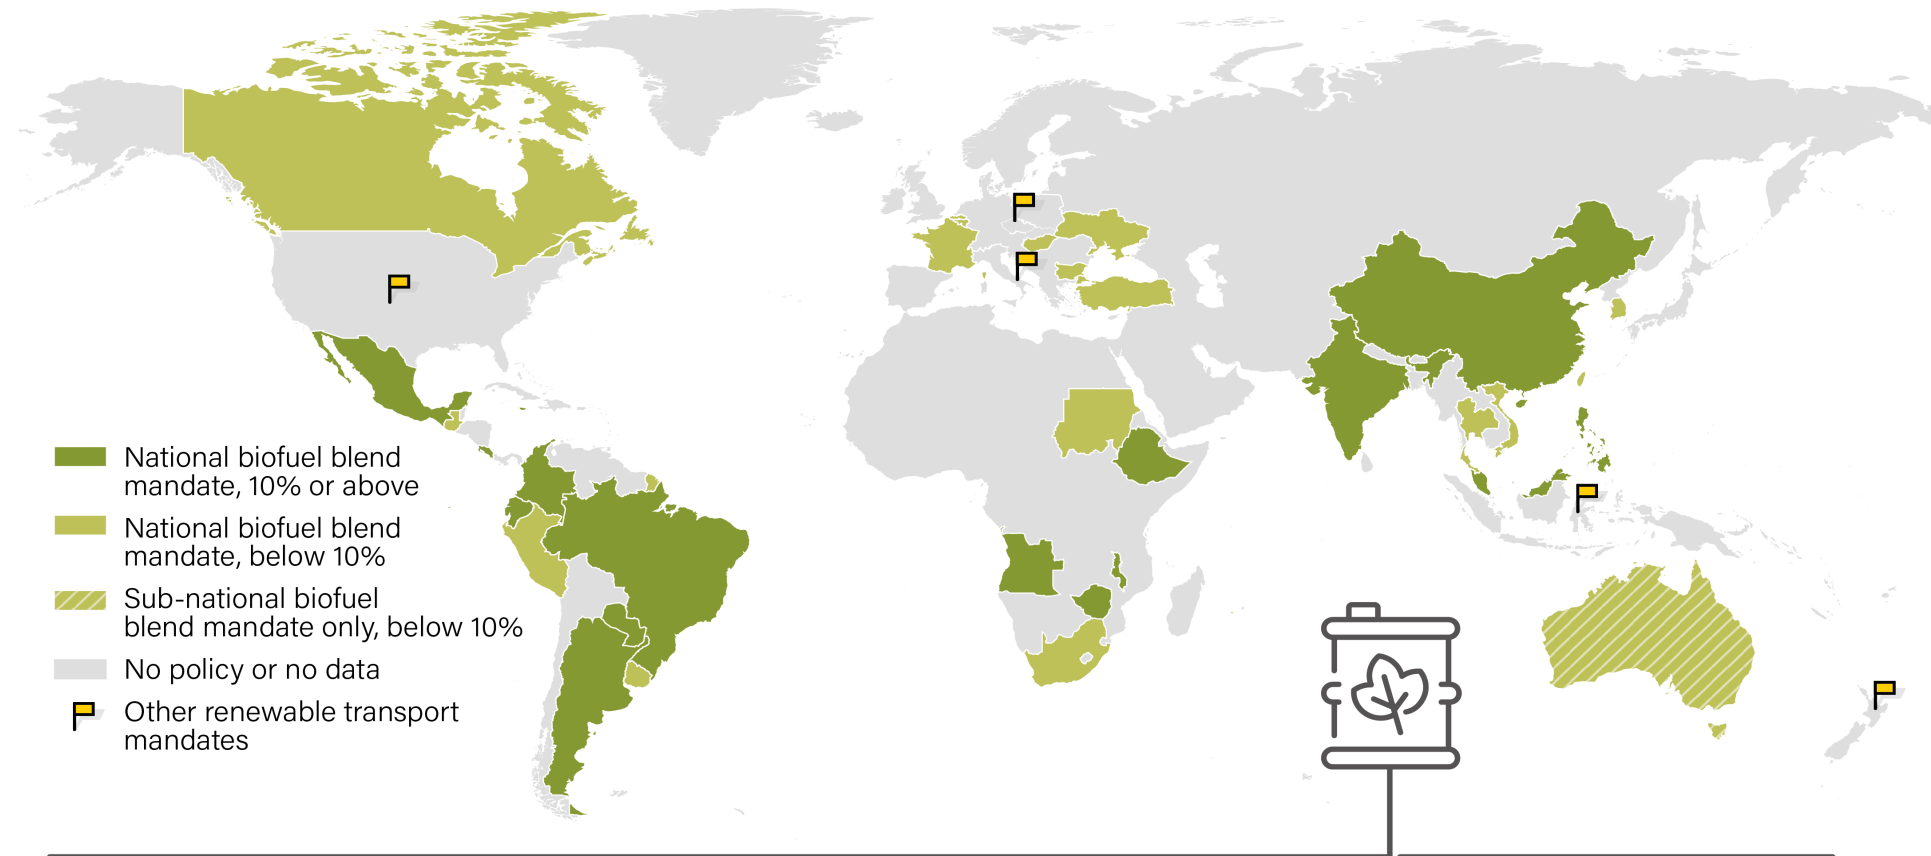 National biofuel blend
mandate, 10% or above
National biofuel blend
mandate, below 10%
Sub-national biofuel
blend mandate only, below 10%
No policy or no data
Other renewable transport
mandates